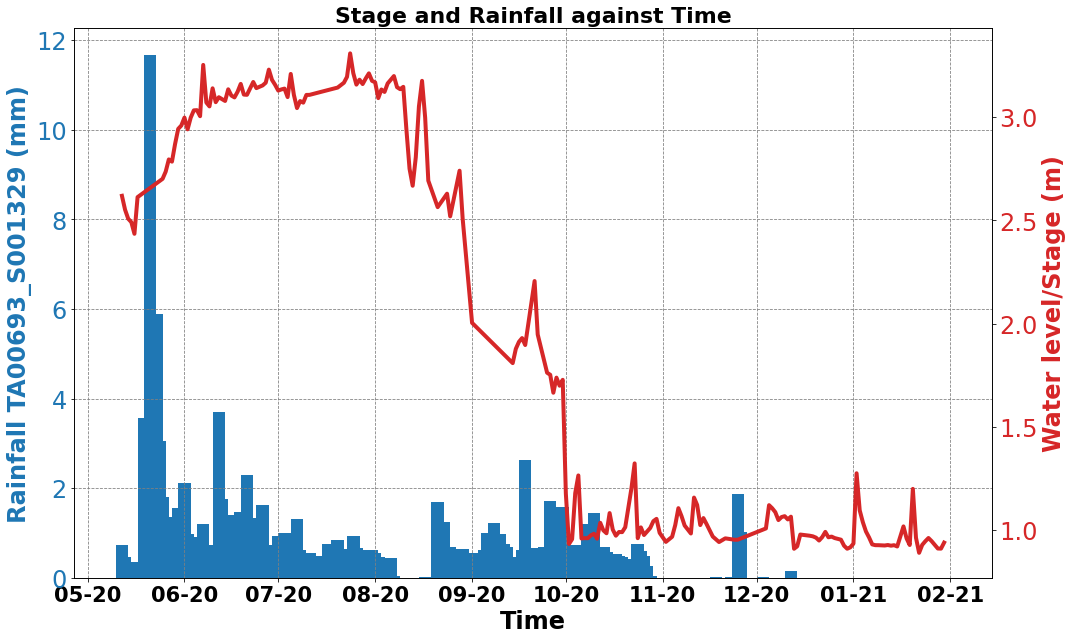 Stage and Rainfall against Time
Rainfall TA00693_S001329 (mm)
12
10
8
6
4
2
0
Water level/Stage (m)
3.0
2.5
2.0
1.5
1.0
05-20 06-20 07-20 08-20 09-20 10-20 11-20 12-20 01-21 02-21
Time